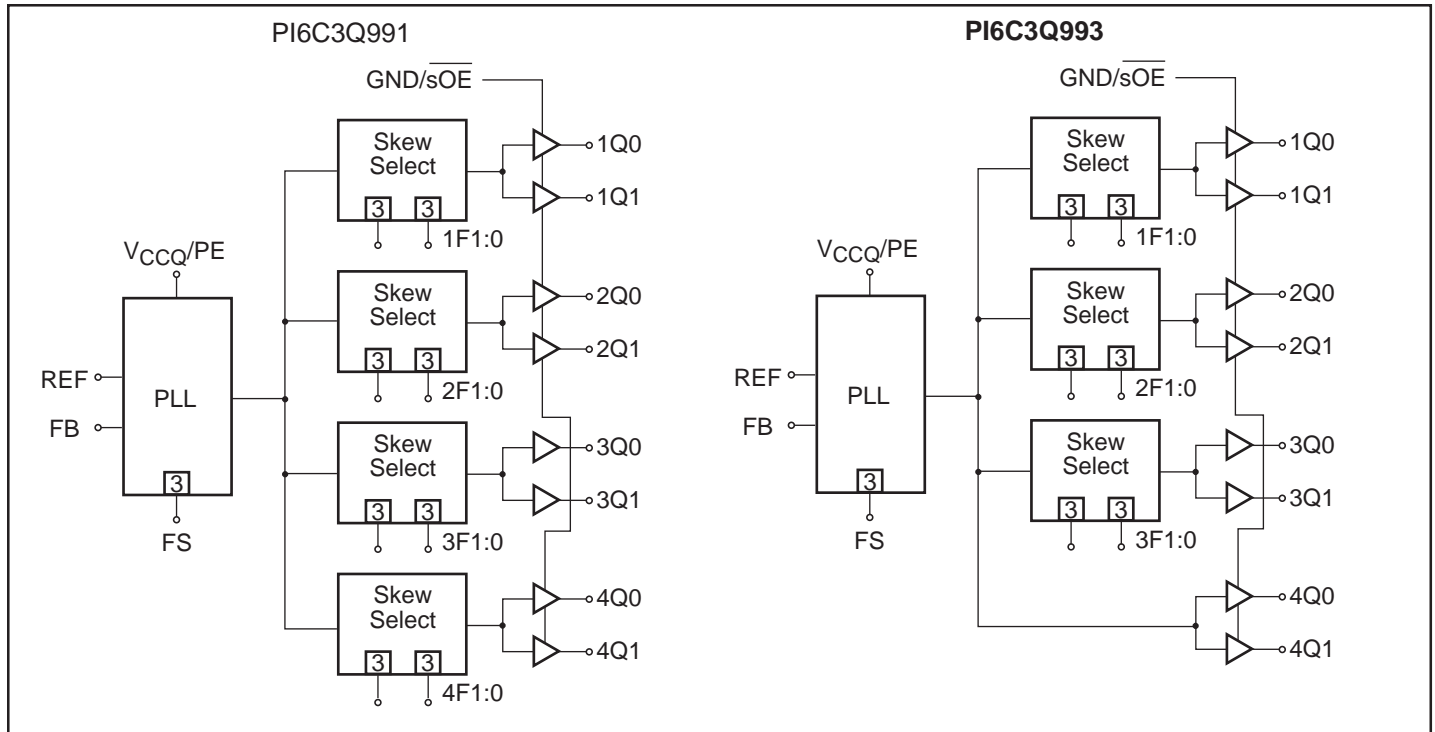 PI6C3Q991
GND/sOE
Skew
Select
3 3
1F1:0
1Q0
1Q1
VCCQ/PE
Skew
Select
3 3
2F1:0
2Q0
2Q1
REF
FB
PLL
3
FS
Skew
Select
3 3
3F1:0
3Q0
3Q1
Skew
Select
3 3
4F1:0
4Q0
4Q1
PI6C3Q993
GND/sOE
Skew
Select
3 3
1F1:0
1Q0
1Q1
VCCQ/PE
Skew
Select
3 3
2F1:0
2Q0
2Q1
REF
FB
PLL
3
FS
Skew
Select
3 3
3F1:0
3Q0
3Q1
4Q0
4Q1